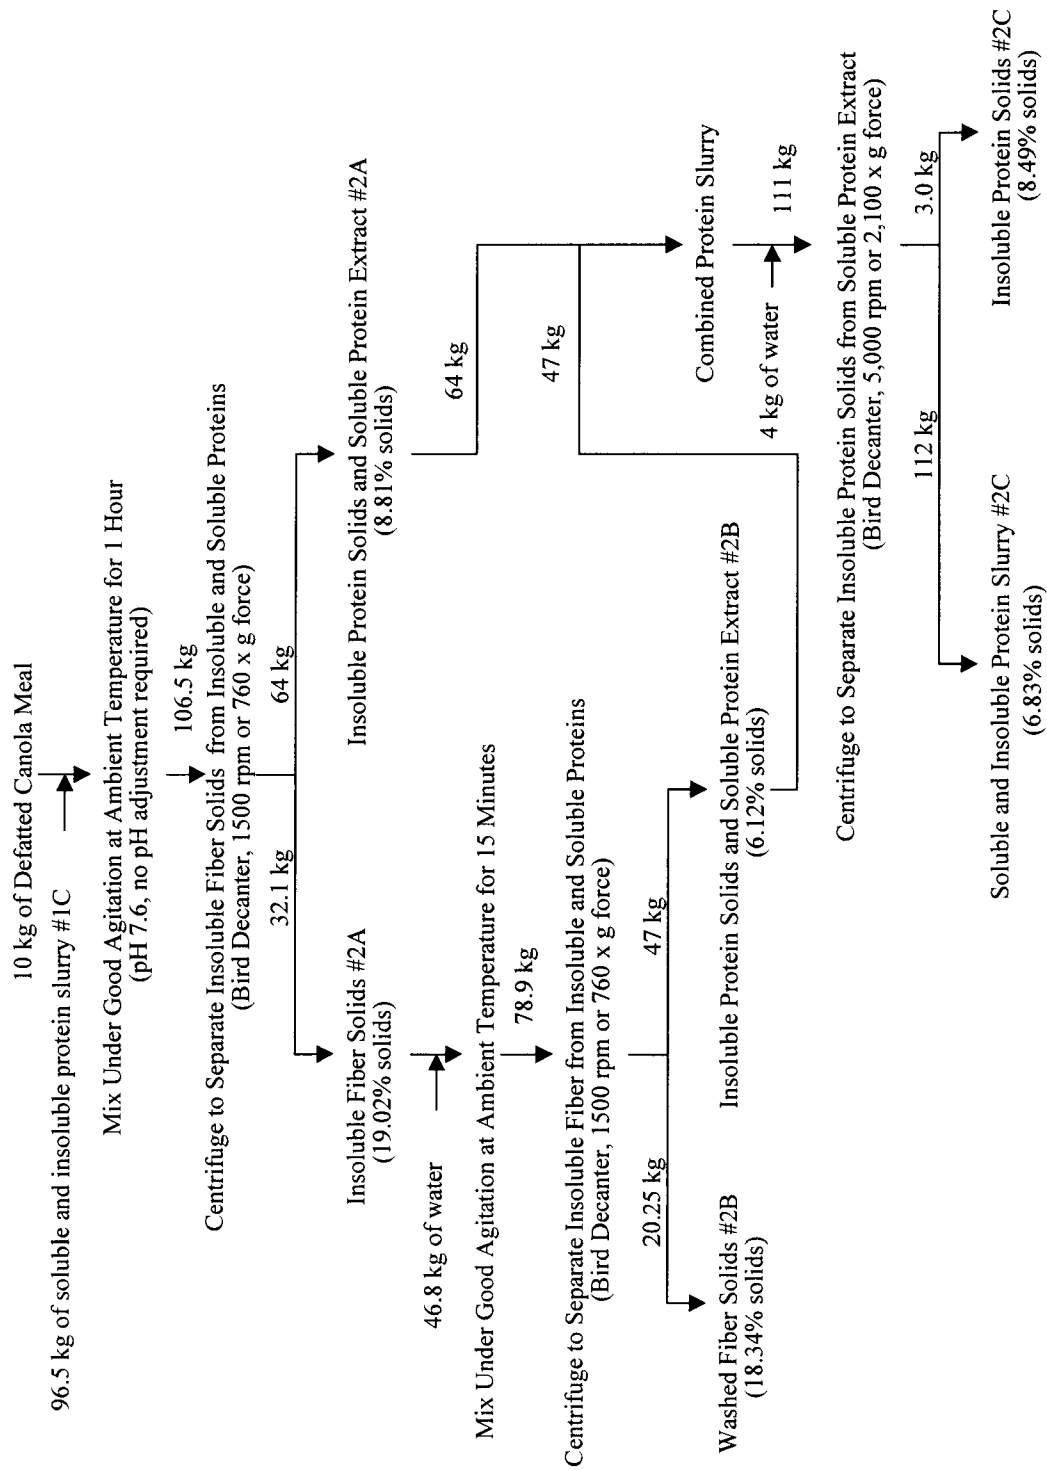 10 kg of Defatted Canola Meal
96.5 kg of soluble and insoluble protein slurry #1C
Mix Under Good Agitation at Ambient Temperature for 1 Hour
(pH 7.6, no pH adjustment required)
106.5 kg
Centrifuge to Separate Insoluble Fiber Solids from Insoluble and Soluble Proteins
(Bird Decanter, 1500 rpm or 760 x g force)
32.1 kg
64 kg
Insoluble Fiber Solids #2A
(19.02% solids)
Insoluble Protein Solids and Soluble Protein Extract #2A
(8.81% solids)
46.8 kg of water
64 kg
Mix Under Good Agitation at Ambient Temperature for 15 Minutes
78.9 kg
47 kg
Centrifuge to Separate Insoluble Fiber from Insoluble and Soluble Proteins
(Bird Decanter, 1500 rpm or 760 x g force)
20.25 kg
47 kg
Washed Fiber Solids #2B
(18.34% solids)
Insoluble Protein Solids and Soluble Protein Extract #2B
(6.12% solids)
Combined Protein Slurry
4 kg of water
111 kg
Centrifuge to Separate Insoluble Protein Solids from Soluble Protein Extract
(Bird Decanter, 5,000 rpm or 2,100 x g force)
112 kg
3.0 kg
Soluble and Insoluble Protein Slurry #2C
(6.83% solids)
Insoluble Protein Solids #2C
(8.49% solids)